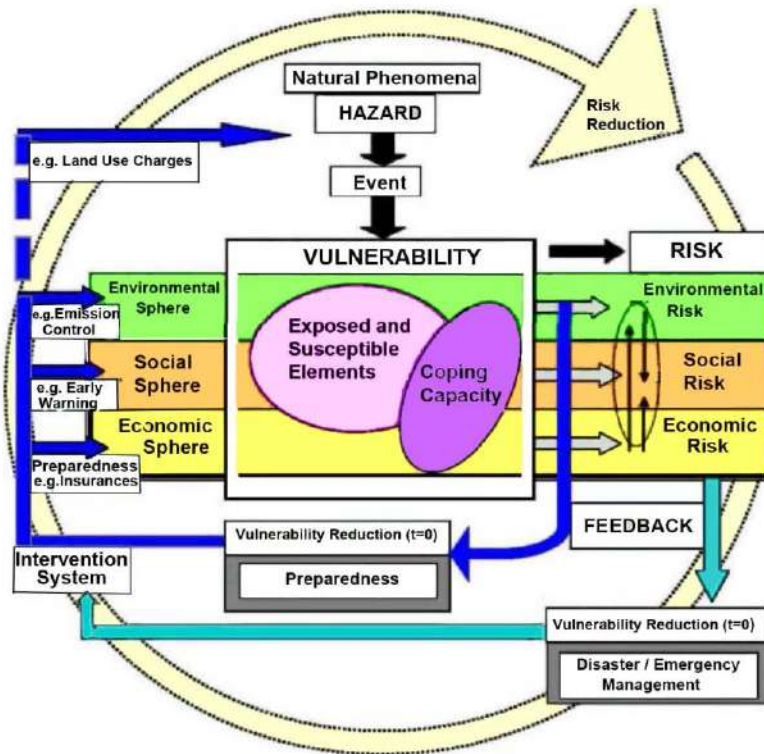 Natural Phenomena
HAZARD
Risk
Reduction
e.g. Land Use Charges
Event
VULNERABILITY
RISK
Environmental
Sphere
Environmental
Risk
e.g.Emission
Control
Exposed and
Susceptible
Elements
Social
Sphere
Coping
Capacity
Social
Risk
e.g. Early
Warning
Economic
Sphere
Economic
Risk
Preparedness
e.g.Insurances
Vulnerability Reduction (t=0)
FEEDBACK
Preparedness
Intervention
System
Vulnerability Reduction (t=0)
Disaster / Emergency
Management